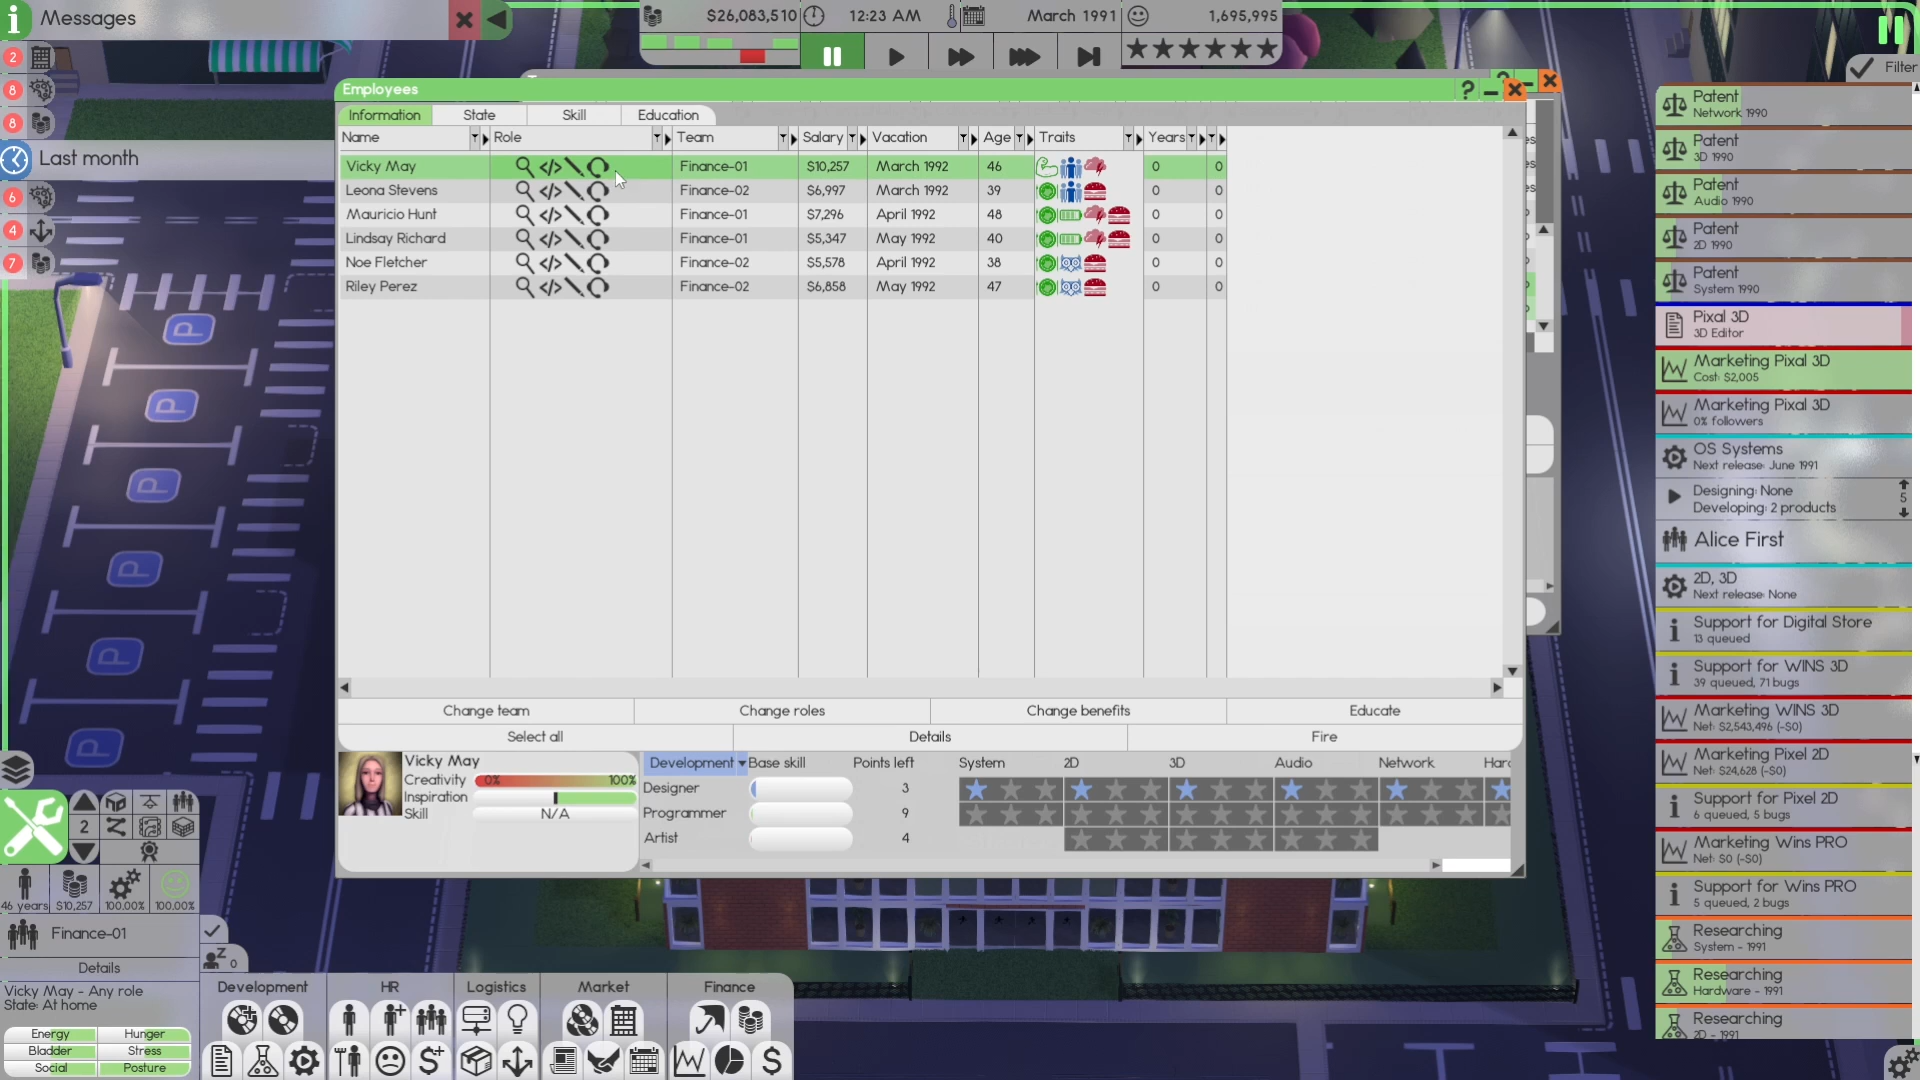 Messages
$26,083,510
12:23 AM
March 1991
1,695,995
Filter
2
8
8
Last month
6
4
7
Employees
Information State Skill Education
Name Role Team Salary Vacation Age Traits Years
Vicky May Finance-01 $10,257 March 1992 46 0 0
Leona Stevens Finance-02 $6,997 March 1992 39 0 0
Mauricio Hunt Finance-01 $7,296 April 1992 48 0 0
Lindsay Richard Finance-01 $5,347 May 1992 40 0 0
Noe Fletcher Finance-02 $5,578 April 1992 38 0 0
Riley Perez Finance-02 $6,858 May 1992 47 0 0
Change team Change roles Change benefits Educate
Select all Details Fire
Vicky May
Creativity 0% 100%
Inspiration
Skill N/A
Development Base skill Points left System 2D 3D Audio Network
Designer 3
Programmer 9
Artist 4
Patent
Network 1990
Patent
3D 1990
Patent
Audio 1990
Patent
2D 1990
Patent
System 1990
Pixal 3D
3D Editor
Marketing Pixal 3D
Cost: $2,005
Marketing Pixal 3D
0% followers
OS Systems
Next release: June 1991
Designing: None
Developing: 2 products
5
Alice First
2D, 3D
Next release: None
Support for Digital Store
13 queued
Support for WINS 3D
39 queued, 71 bugs
Marketing WINS 3D
Net: $2,543,496 (-$0)
Marketing Pixel 2D
Net: $24,628 (-$0)
Support for Pixel 2D
6 queued, 5 bugs
Marketing Wins PRO
Net: $0 (-$0)
Support for Wins PRO
5 queued, 2 bugs
Researching
System - 1991
Researching
Hardware - 1991
Researching
2D - 1991
2
46 years $10,257 100.00% 100.00%
Finance-01
Details
0
Vicky May - Any role
State: At home
Energy Hunger
Bladder Stress
Social Posture
Development HR Logistics Market Finance
P
P
P
P
P
P